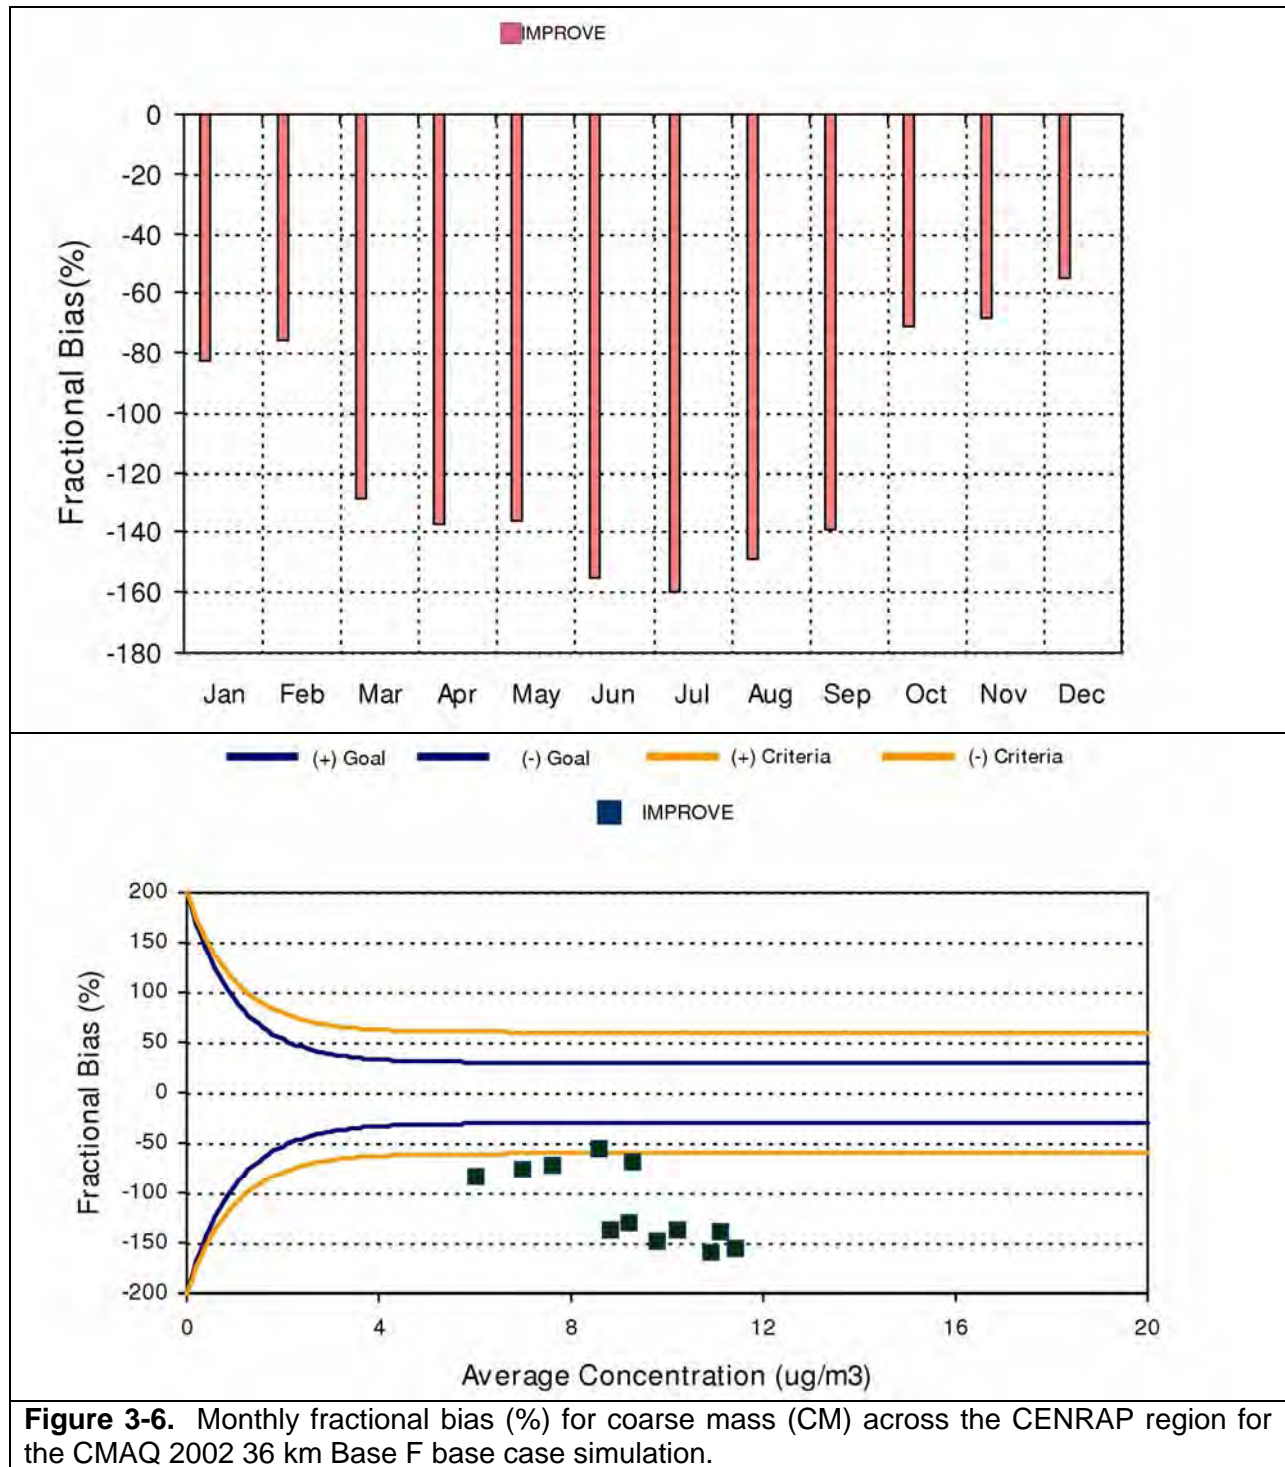 IMPROVE
0
-20
-40
-60
-80
-100
-120
-140
-160
-180
Fractional Bias(%)
Jan Feb Mar Apr May Jun Jul Aug Sep Oct Nov Dec
(+) Goal (-) Goal (+) Criteria (-) Criteria
IMPROVE
200
150
100
50
0
-50
-100
-150
-200
Fractional Bias (%)
0 4 8 12 16 20
Average Concentration (ug/m3)
Figure 3-6. Monthly fractional bias (%) for coarse mass (CM) across the CENRAP region for
the CMAQ 2002 36 km Base F base case simulation.